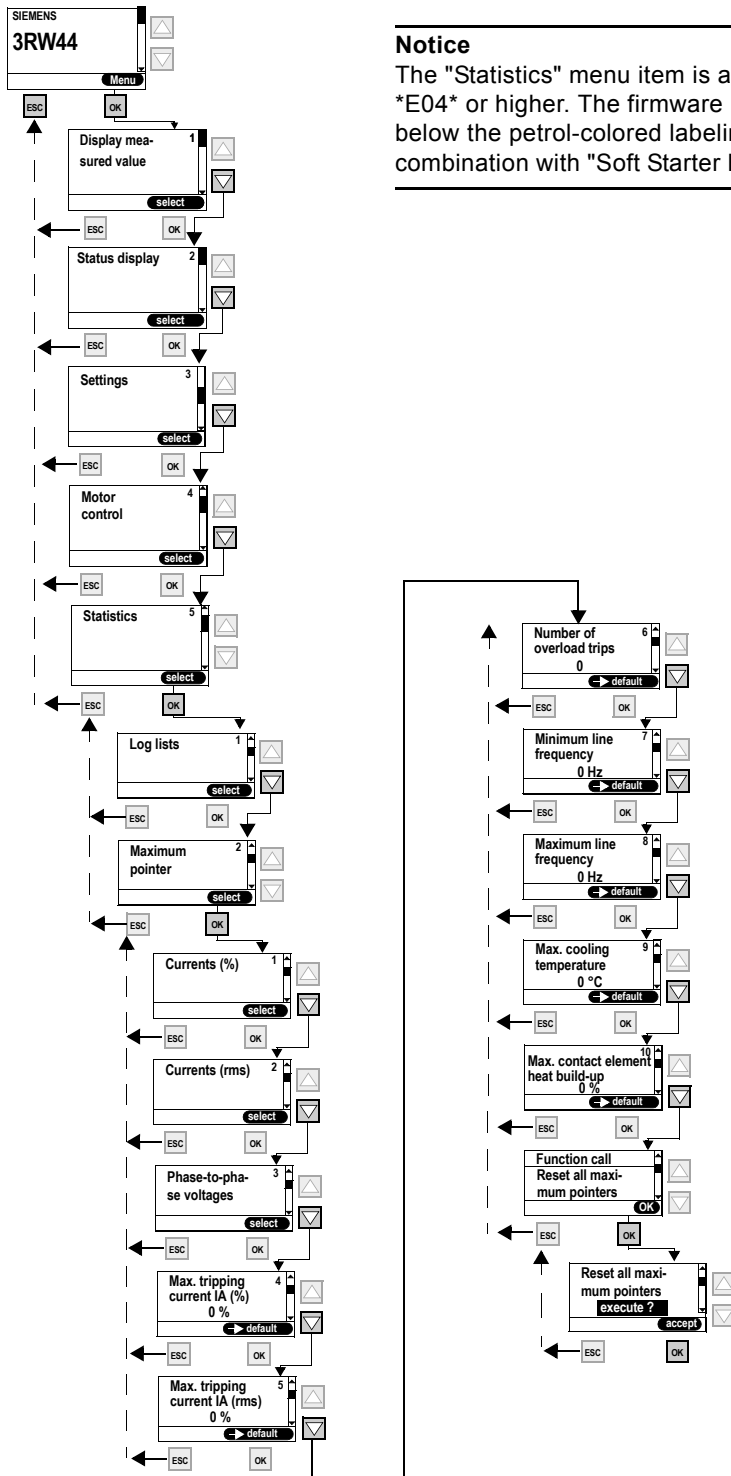 SIEMENS
3RW44
Menu
ESC
OK
Notice
The "Statistics" menu item is a
*E04* or higher. The firmware
below the petrol-colored labelin
combination with "Soft Starter
Display mea-
sured value
1
select
ESC
OK
Status display
2
select
ESC
OK
Settings
3
select
ESC
OK
Motor
control
4
select
ESC
OK
Statistics
5
select
ESC
OK
Log lists
1
select
ESC
OK
Maximum
pointer
2
select
ESC
OK
Currents (%)
1
select
ESC
OK
Currents (rms)
2
select
ESC
OK
Phase-to-pha-
se voltages
3
select
ESC
OK
Max. tripping
current IA (%)
0 %
4
default
ESC
OK
Max. tripping
current IA (rms)
0 %
5
default
ESC
OK
Number of
overload trips
0
6
default
ESC
OK
Minimum line
frequency
0 Hz
7
default
ESC
OK
Maximum line
frequency
0 Hz
8
default
ESC
OK
Max. cooling
temperature
0 °C
9
default
ESC
OK
10
Max. contact element
heat build-up
0 %
default
ESC
OK
Function call
Reset all maxi-
mum pointers
OK
ESC
OK
Reset all maxi-
mum pointers
execute ?
accept
ESC
OK